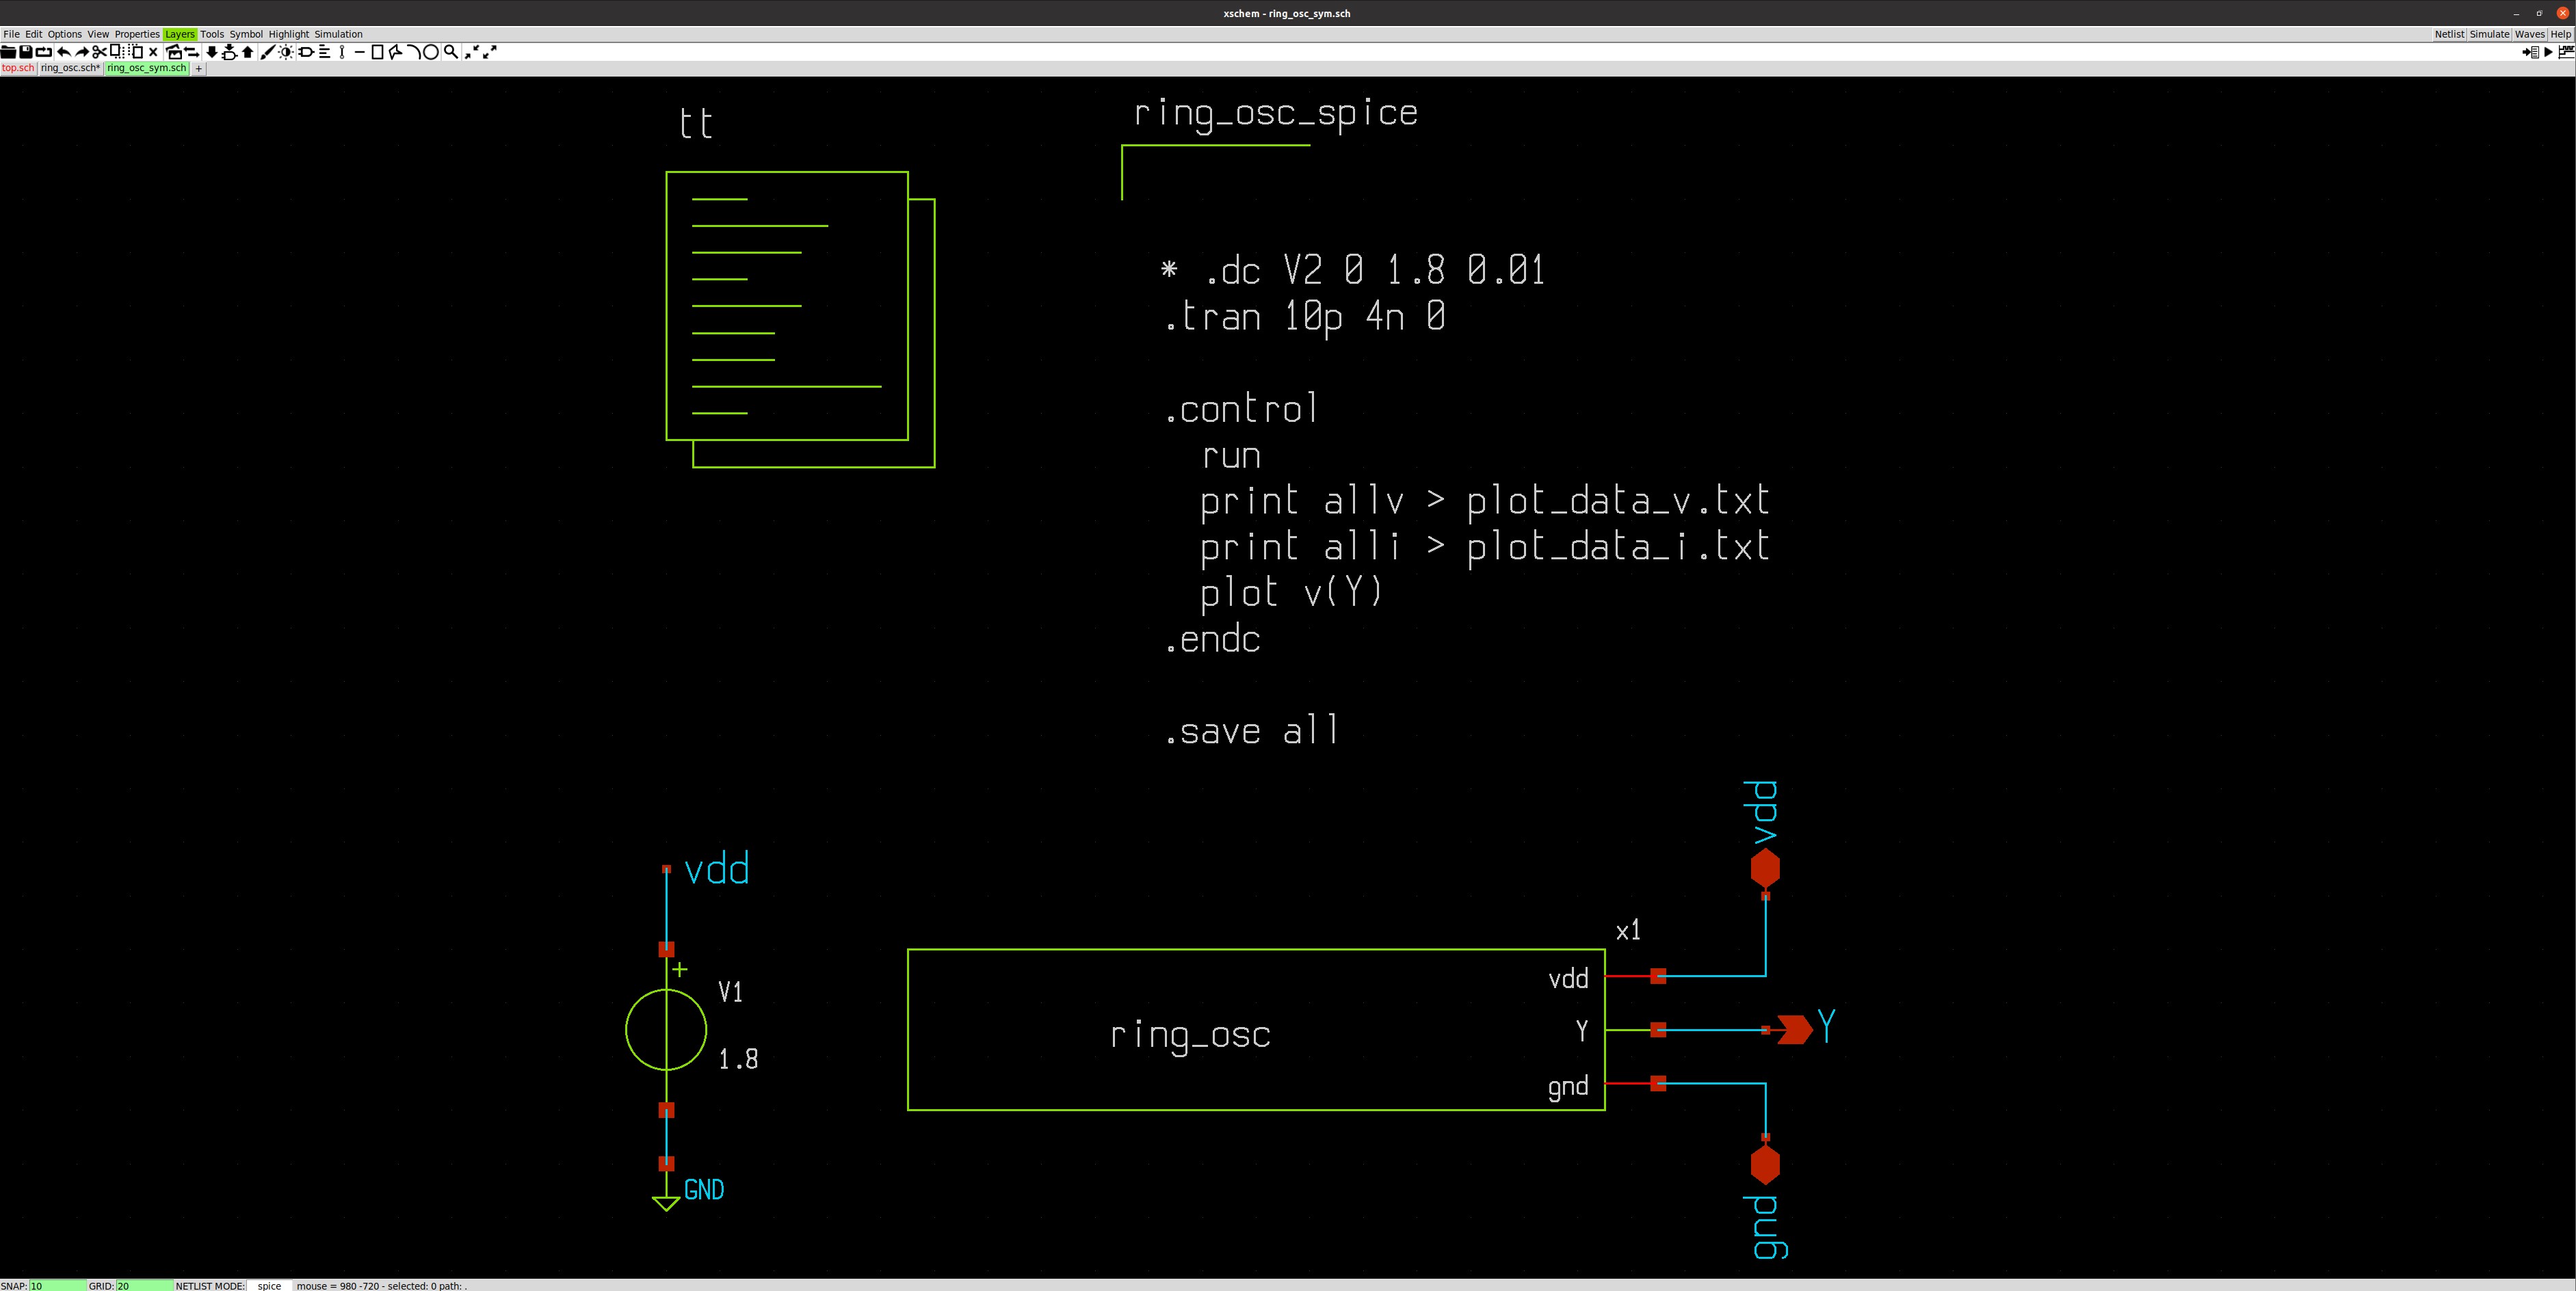 xschem - ring_osc_sym.sch
File Edit Options View Properties Layers Tools Symbol Highlight Simulation
Netlist Simulate Waves Help
top.sch ring_osc.sch* ring_osc_sym.sch +
tt
ring_osc_spice
* .dc V2 0 1.8 0.01
.tran 10p 4n 0
.control
run
print allv > plot_data_v.txt
print alli > plot_data_i.txt
plot v(Y)
.endc
.save all
vdd
+
V1
1.8
GND
x1
ring_osc
vdd
Y
gnd
vdd
Y
gnd
SNAP: 10 GRID: 20 NETLIST MODE: spice mouse = 980 -720 - selected: 0 path: .